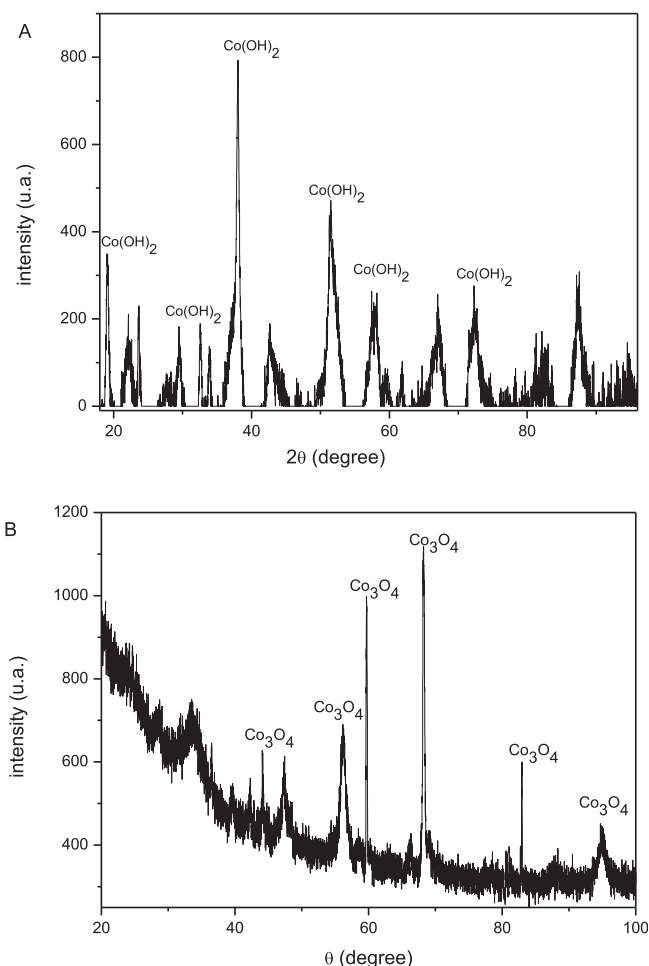 A
800
600
400
200
0
intensity (u.a.)
Co(OH)2
Co(OH)2
Co(OH)2
Co(OH)2
Co(OH)2
Co(OH)2
20 40 60 80
2θ (degree)
B
1200
1000
800
600
400
intensity (u.a.)
Co3O4
Co3O4
Co3O4
Co3O4
Co3O4
Co3O4
20 40 60 80 100
θ (degree)